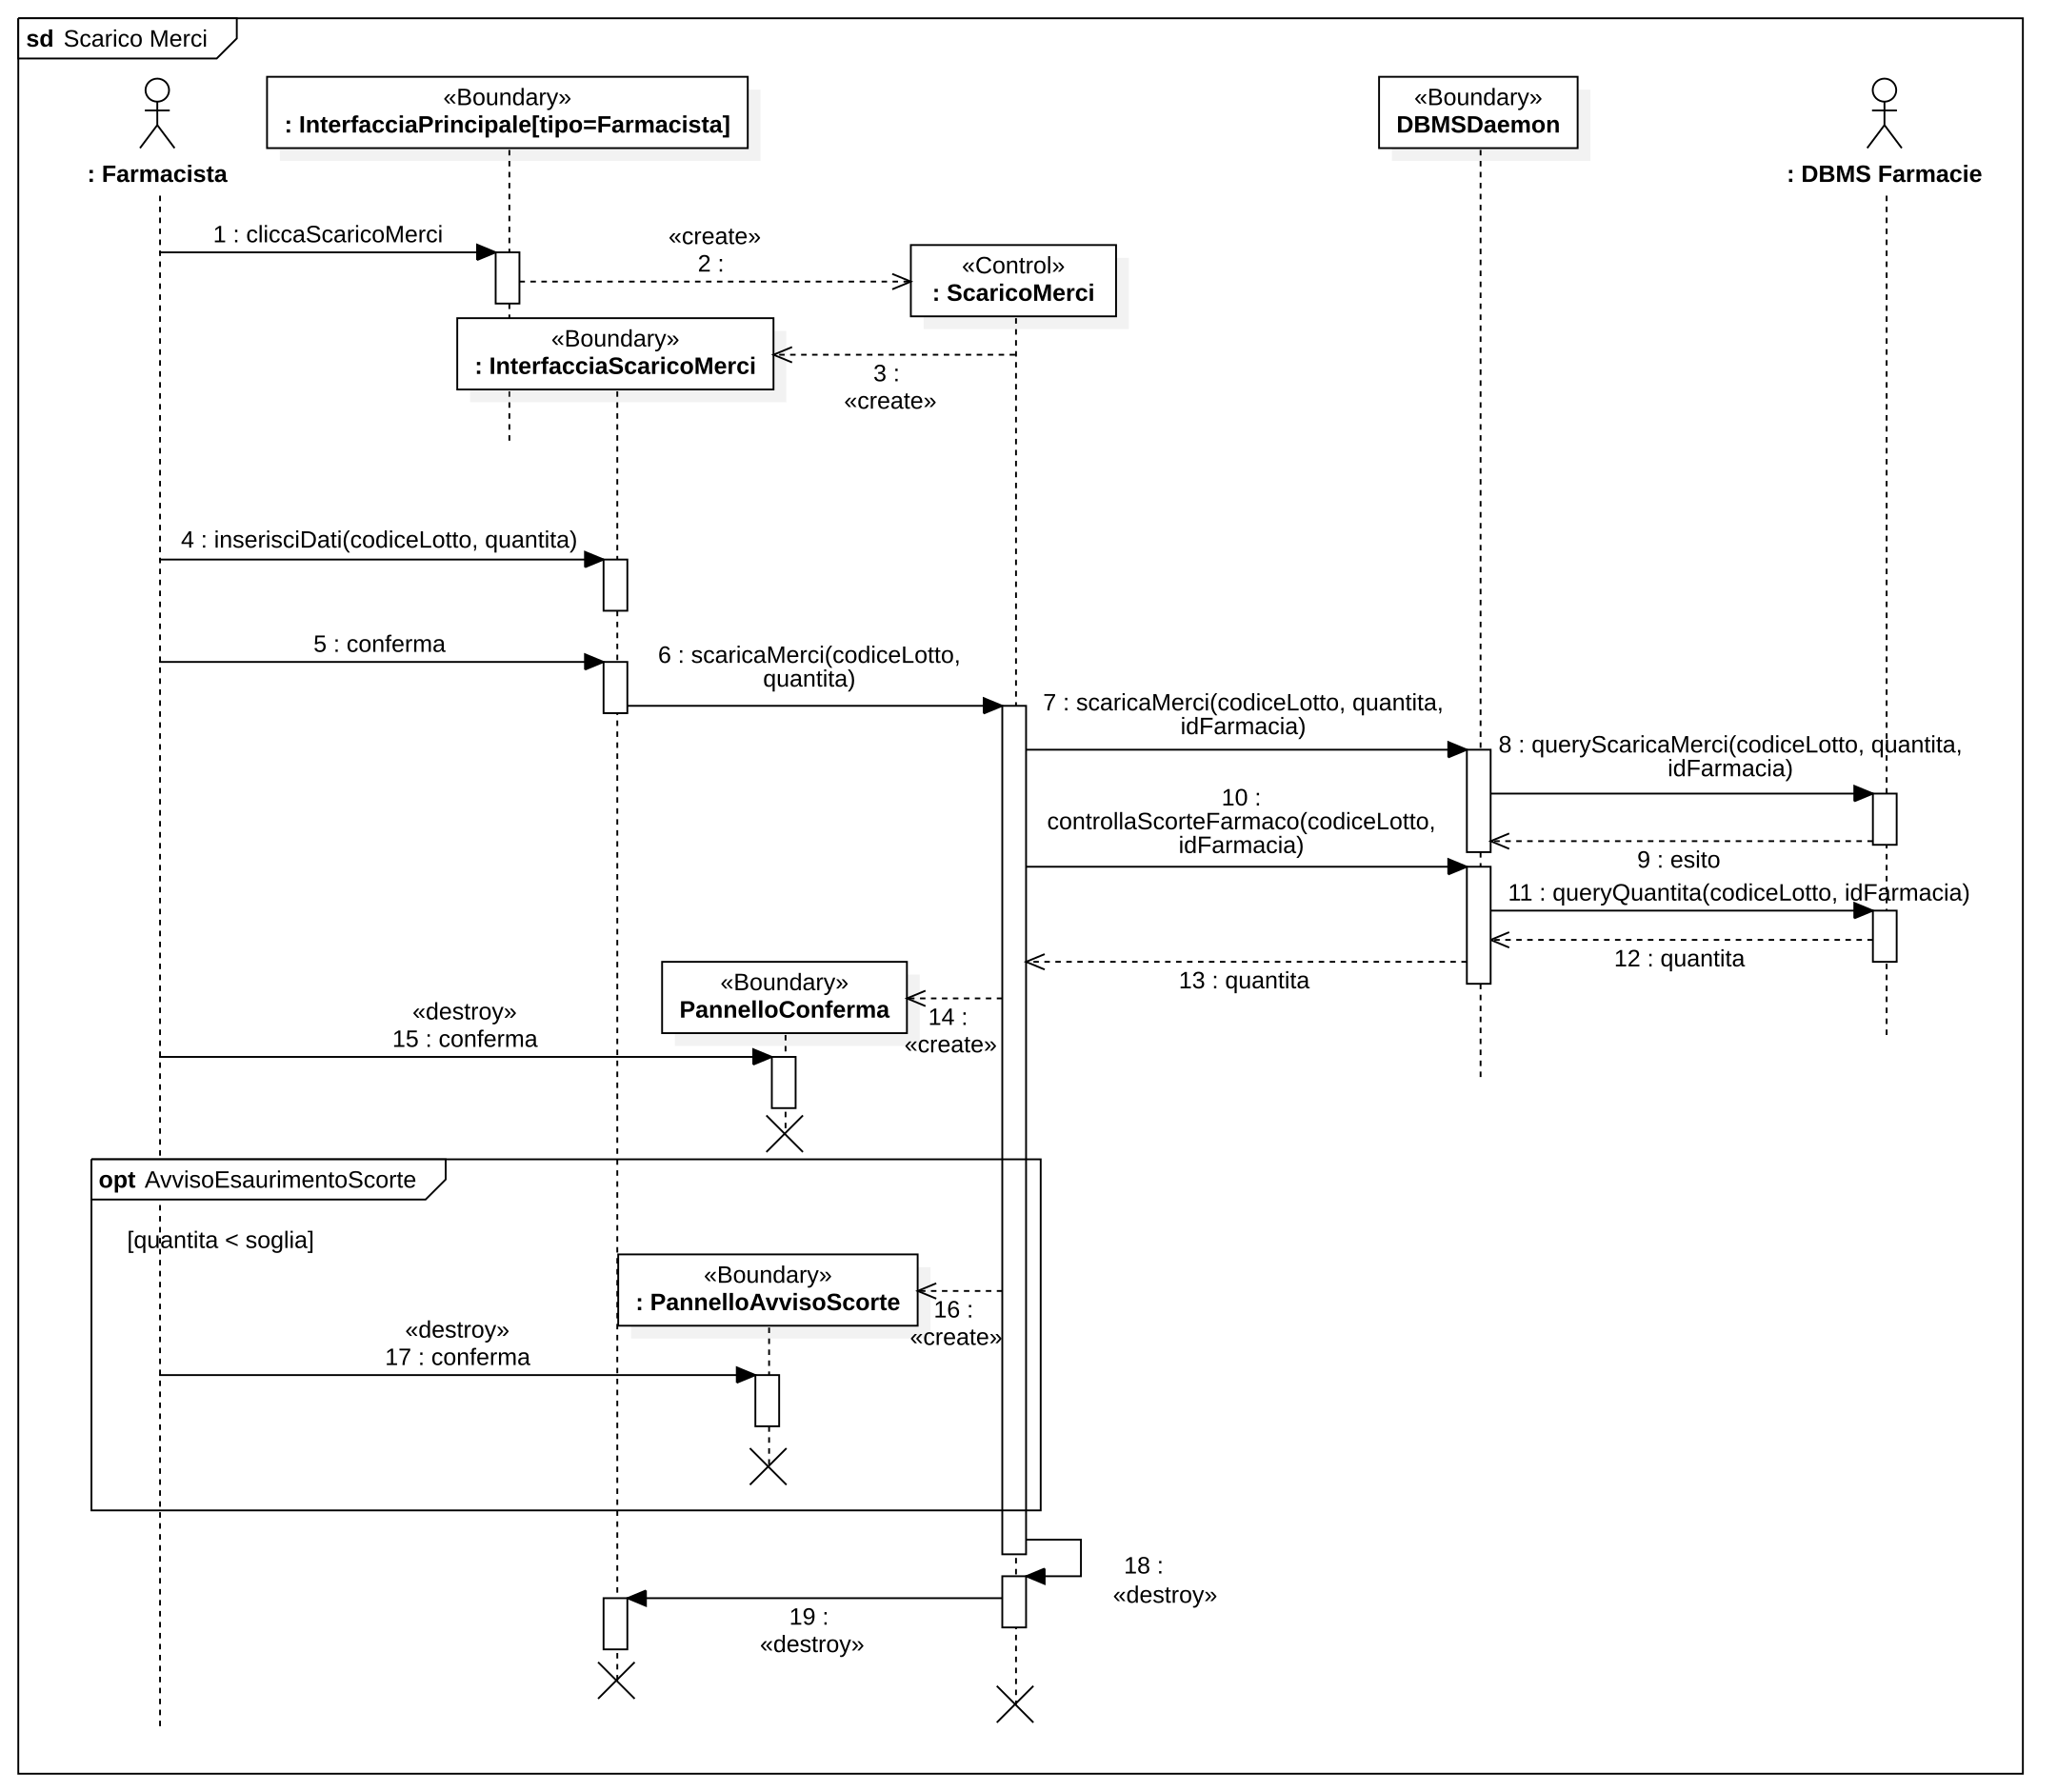 sd Scarico Merci
«Boundary»
: InterfacciaPrincipale[tipo=Farmacista]
«Boundary»
DBMSDaemon
: Farmacista
: DBMS Farmacie
1 : cliccaScaricoMerci
«create»
2 :
«Control»
: ScaricoMerci
«Boundary»
: InterfacciaScaricoMerci
3 :
«create»
4 : inserisciDati(codiceLotto, quantita)
5 : conferma
6 : scaricaMerci(codiceLotto,
quantita)
7 : scaricaMerci(codiceLotto, quantita,
idFarmacia)
8 : queryScaricaMerci(codiceLotto, quantita,
idFarmacia)
9 : esito
10 :
controllaScorteFarmaco(codiceLotto,
idFarmacia)
11 : queryQuantita(codiceLotto, idFarmacia)
12 : quantita
13 : quantita
«Boundary»
PannelloConferma
14 :
«create»
«destroy»
15 : conferma
opt AvvisoEsaurimentoScorte
[quantita < soglia]
«Boundary»
: PannelloAvvisoScorte
16 :
«create»
«destroy»
17 : conferma
18 :
«destroy»
19 :
«destroy»